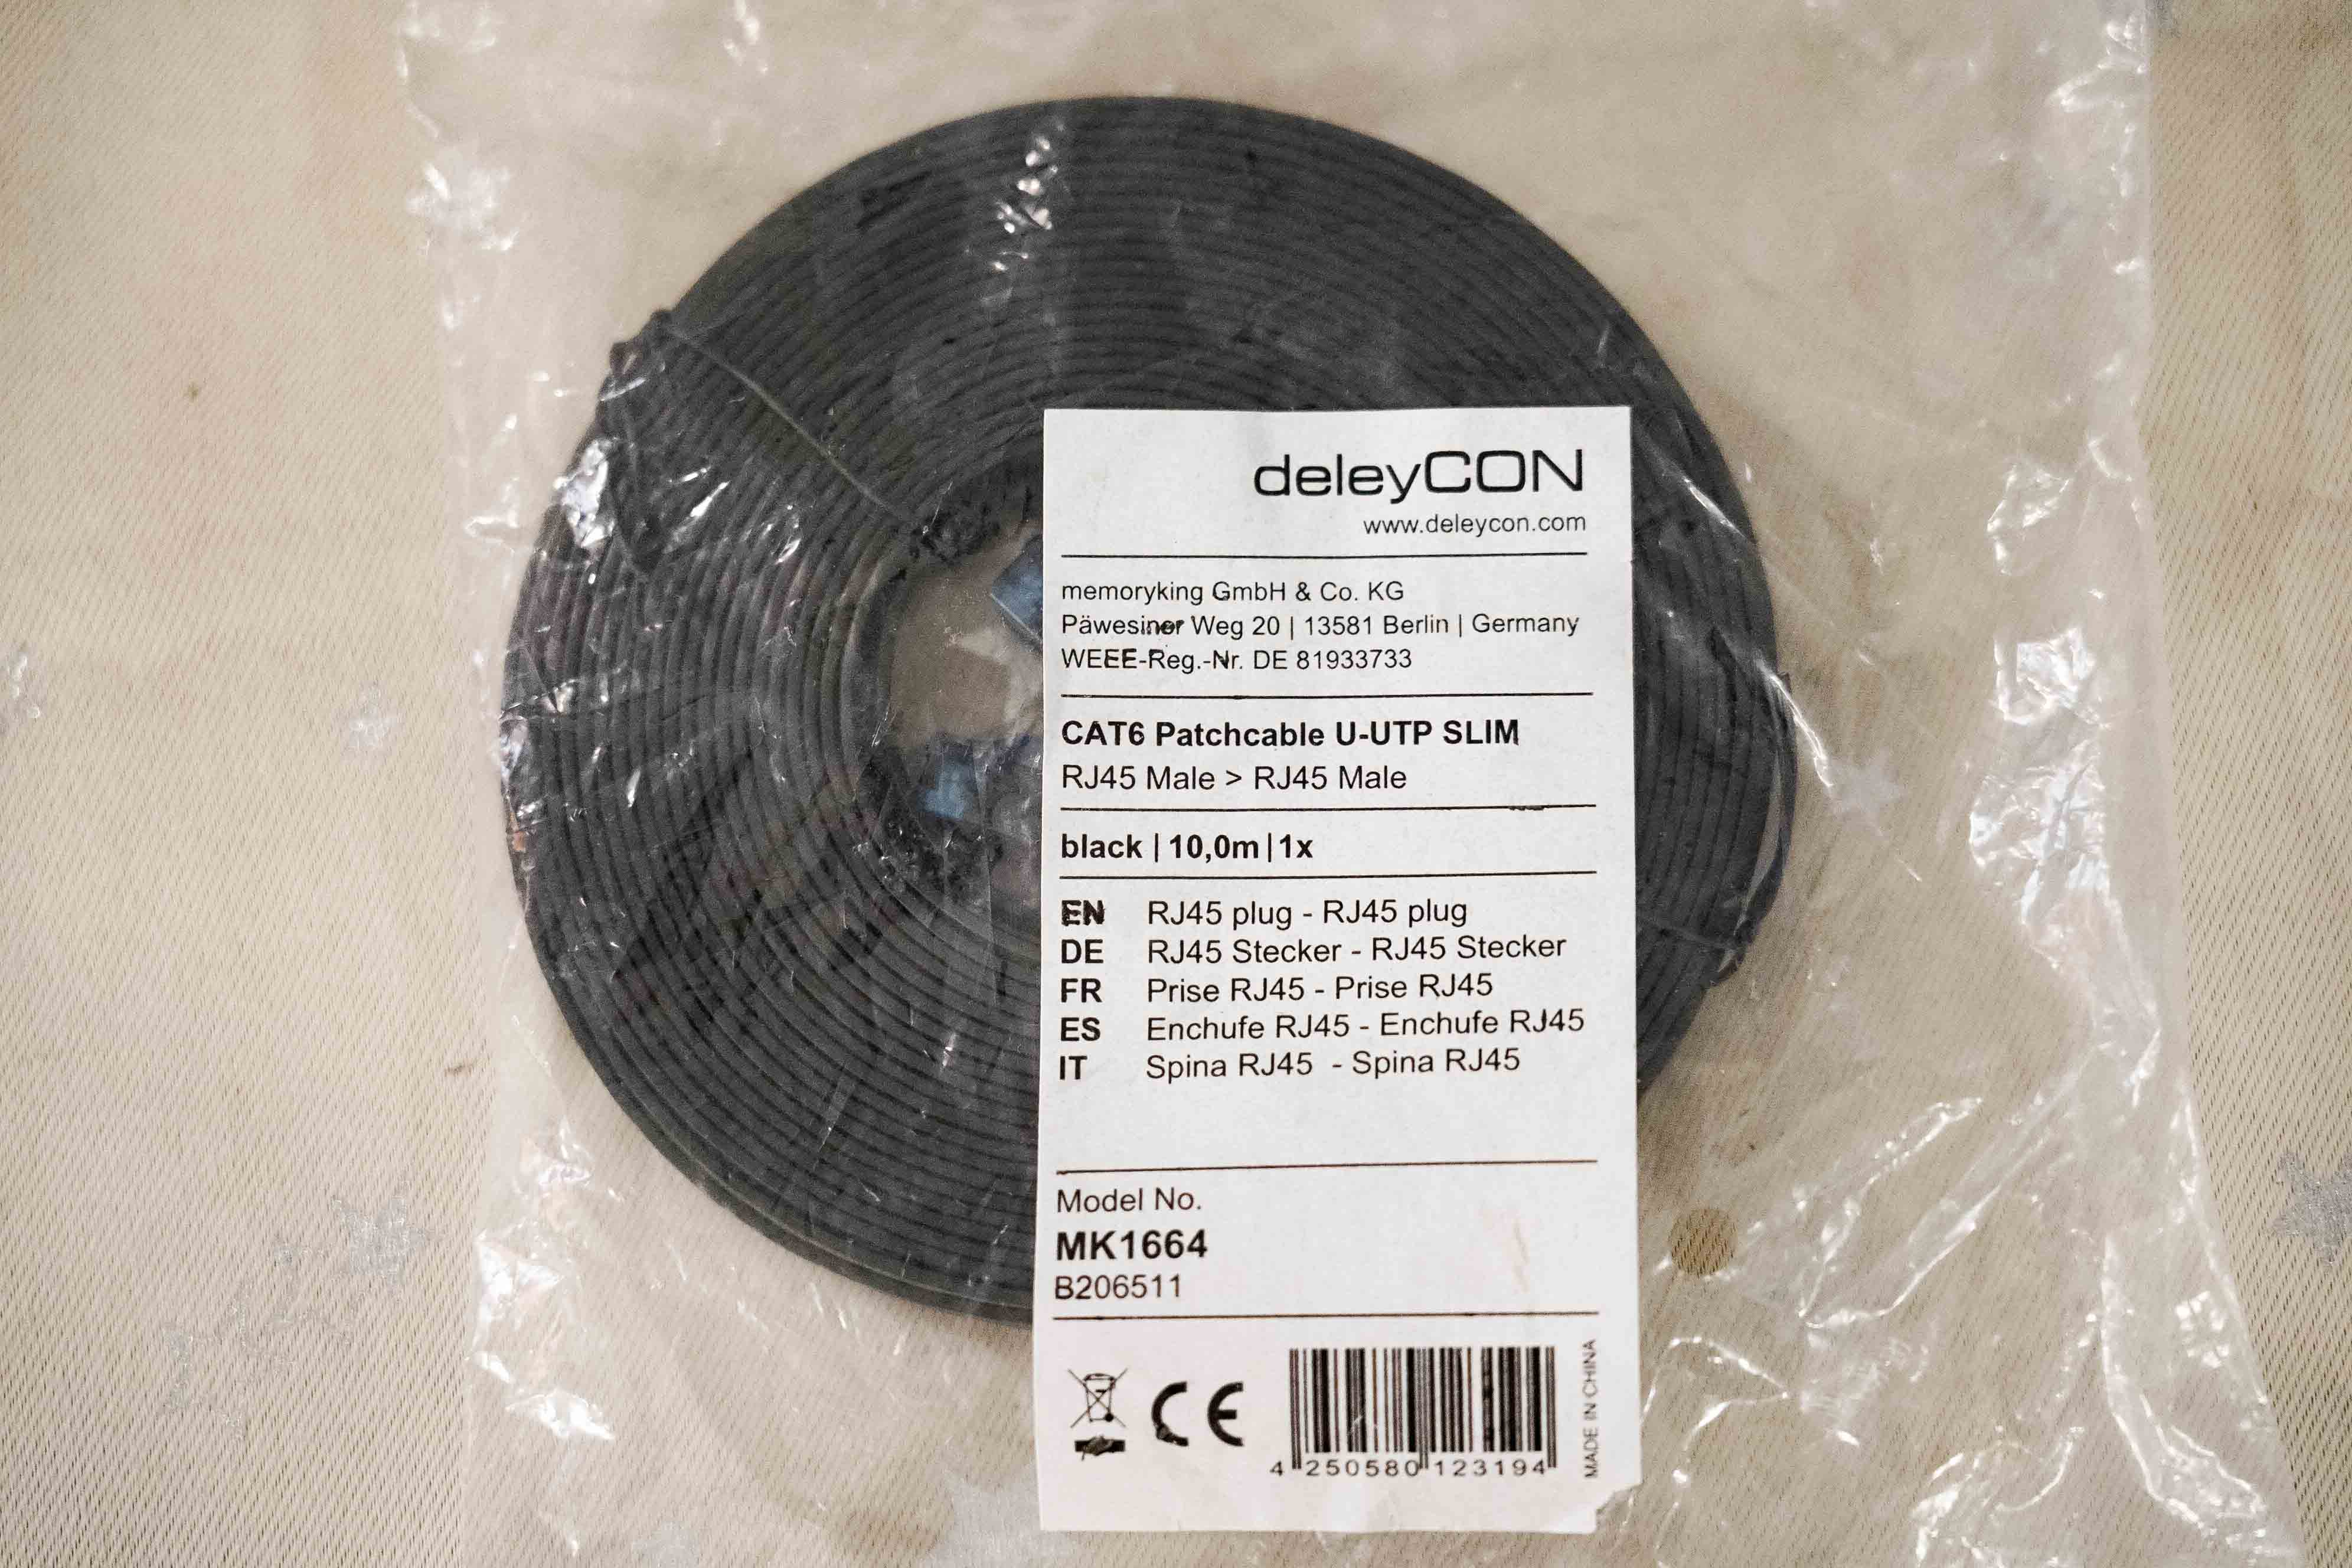 deleyCON
www.deleycon.com
memoryking GmbH & Co. KG
Päwesiner Weg 20 | 13581 Berlin | Germany
WEEE-Reg.-Nr. DE 81933733
CAT6 Patchcable U-UTP SLIM
RJ45 Male > RJ45 Male
black | 10,0m | 1x
EN RJ45 plug - RJ45 plug
DE RJ45 Stecker - RJ45 Stecker
FR Prise RJ45 - Prise RJ45
ES Enchufe RJ45 - Enchufe RJ45
IT Spina RJ45 - Spina RJ45
Model No.
MK1664
B206511
CE
4 250580 123194
MADE IN CHINA